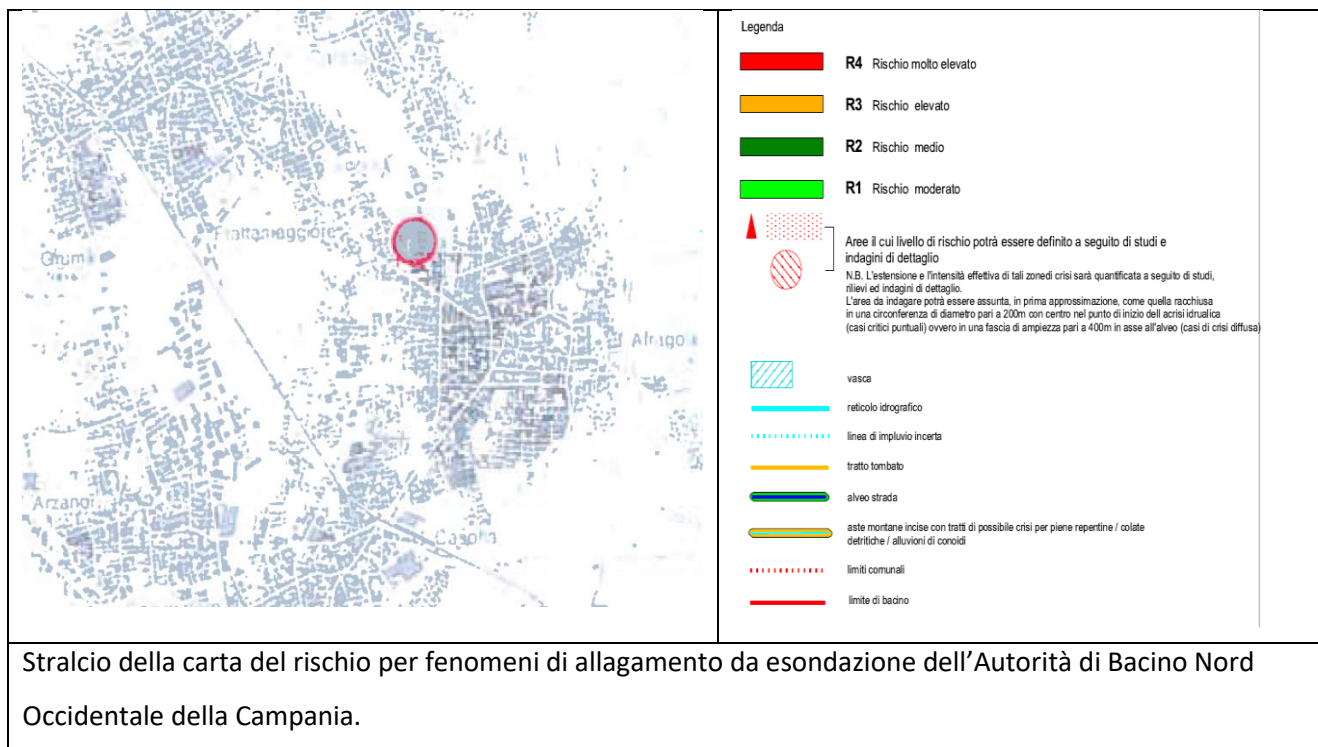 Frattamaggiore
Arzano
Casoria
Legenda
R4 Rischio molto elevato
R3 Rischio elevato
R2 Rischio medio
R1 Rischio moderato
Aree il cui livello di rischio potrà essere definito a seguito di studi e
indagini di dettaglio
N.B. L'estensione e l'intensità effettiva di tali zonedi crisi sarà quantificata a seguito di studi,
rilievi ed indagini di dettaglio.
L'area da indagare potrà essere assunta, in prima approssimazione, come quella racchiusa
in una circonferenza di diametro pari a 200m con centro nel punto di inizio dell acrisi idrualica
(casi critici puntuali) ovvero in una fascia di ampiezza pari a 400m in asse all'alveo (casi di crisi diffusa)
vasca
reticolo idrografico
linea di impluvio incerta
tratto tombato
alveo strada
aste montane incise con tratti di possibile crisi per piene repentine / colate
detritiche / alluvioni di conoidi
limiti comunali
limite di bacino
Stralcio della carta del rischio per fenomeni di allagamento da esondazione dell’Autorità di Bacino Nord
Occidentale della Campania.